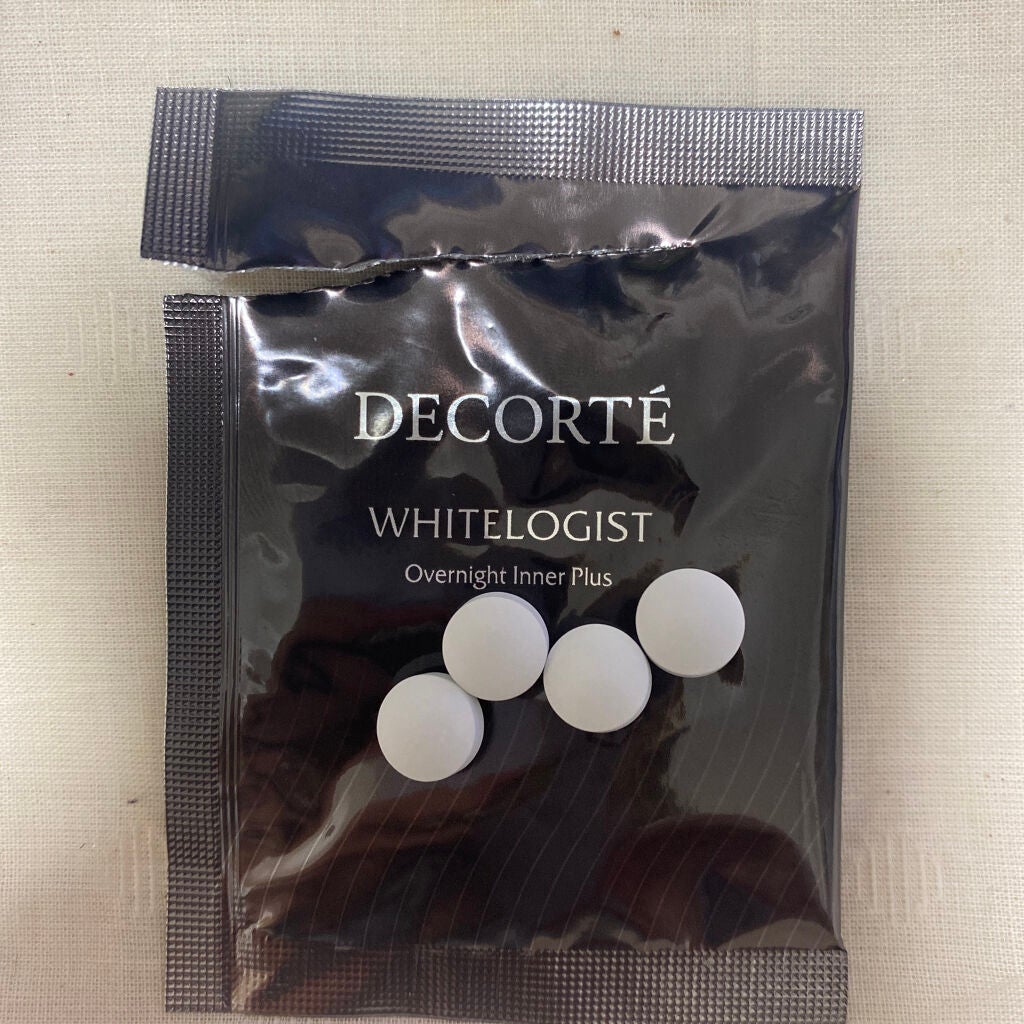 DECORTÉ
WHITELOGIST
Overnight Inner Plus